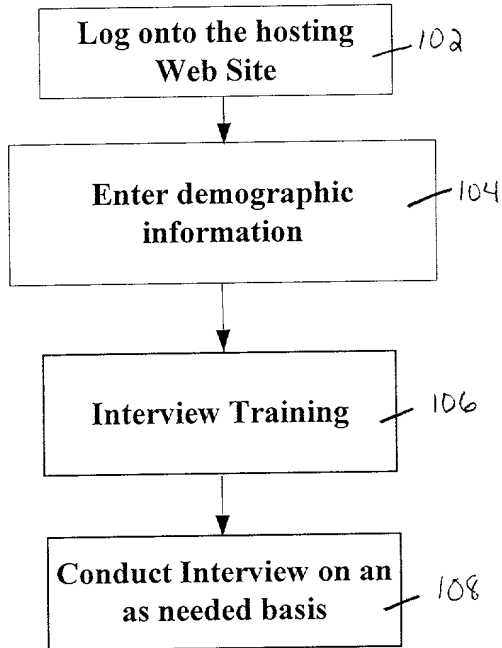 Log onto the hosting
Web Site
102
Enter demographic
information
104
Interview Training
106
Conduct Interview on an
as needed basis
108